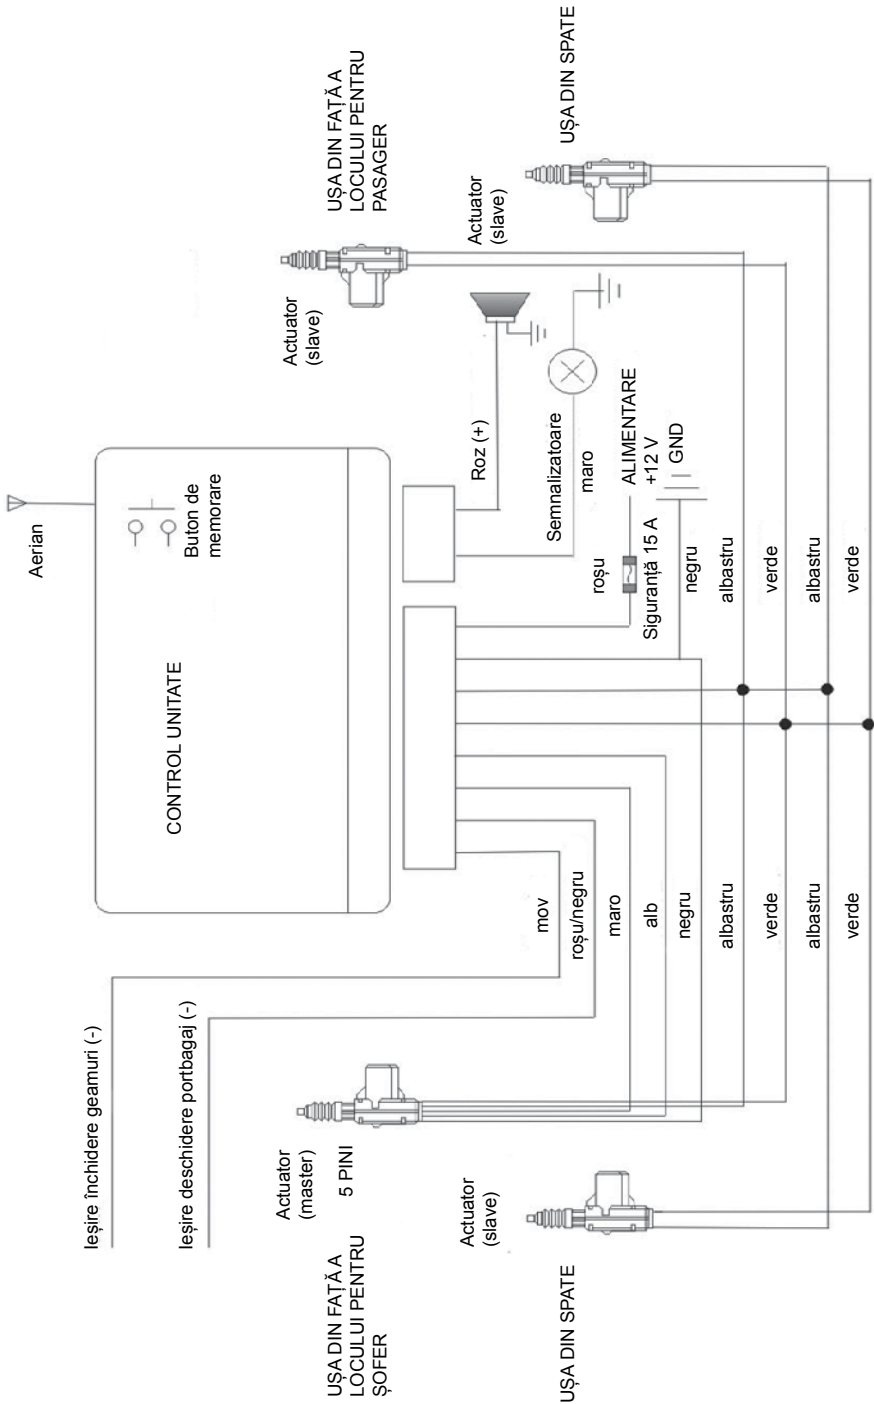 Aerian
Buton de
memorare
CONTROL UNITATE
UȘA DIN FAȚĂ A
LOCULUI PENTRU
PASAGER
Actuator
(slave)
UȘA DIN SPATE
Actuator
(slave)
Roz (+)
Semnalizatoare
maro
ALIMENTARE
+12 V
roșu
Siguranță 15 A
GND
negru
albastru
verde
albastru
verde
mov
roșu/negru
maro
alb
negru
albastru
verde
albastru
verde
Ieșire închidere geamuri (-)
Ieșire deschidere portbagaj (-)
Actuator
(master)
5 PINI
UȘA DIN FAȚĂ A
LOCULUI PENTRU
ȘOFER
Actuator
(slave)
UȘA DIN SPATE